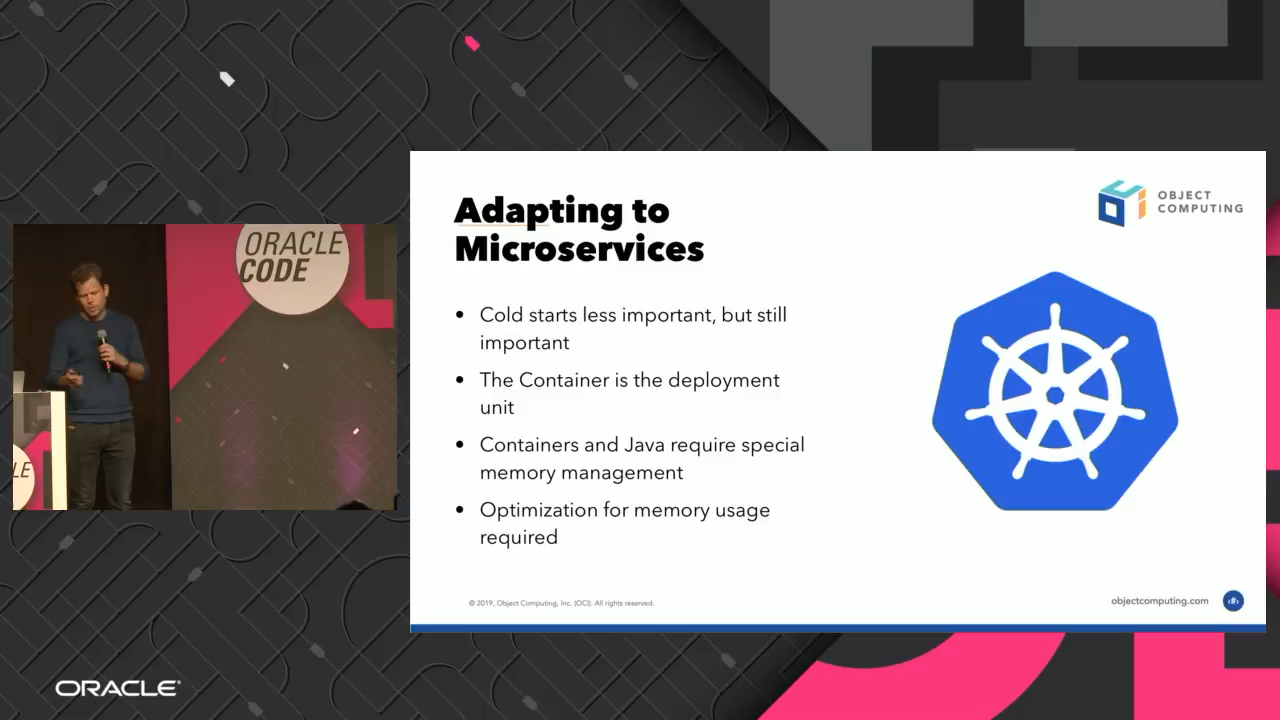 Adapting to
Microservices
OBJECT
COMPUTING
• Cold starts less important, but still
important
• The Container is the deployment
unit
• Containers and Java require special
memory management
• Optimization for memory usage
required
© 2019, Object Computing, Inc. (OCI). All rights reserved.
objectcomputing.com
‹#›
ORACLE
CODE
LE
ORACLE